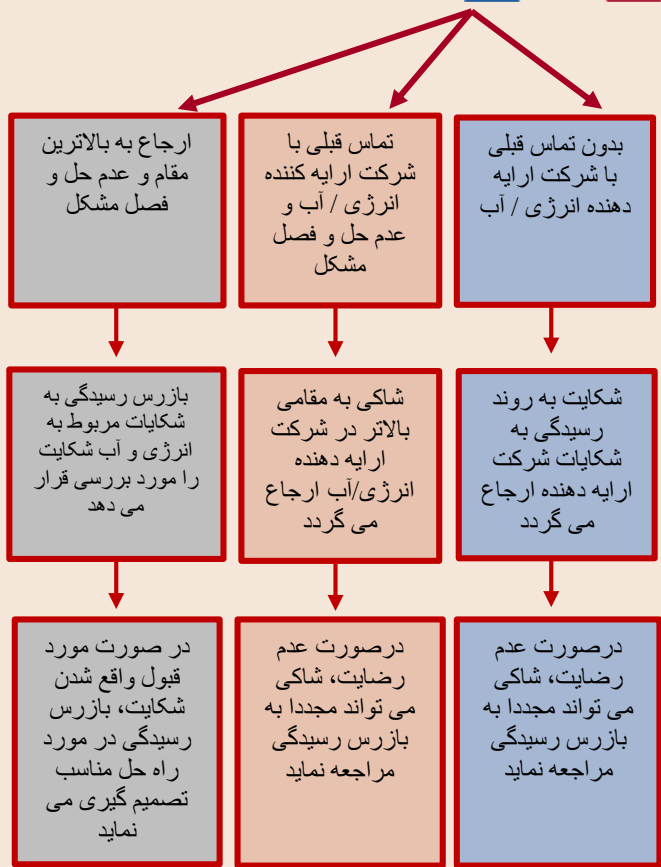 بدون تماس قبلی
با شرکت ارایه
دهنده انرژی / آب
تماس قبلی با
شرکت ارایه کننده
انرژی / آب و
عدم حل و فصل
مشکل
ارجاع به بالاترین
مقام و عدم حل و
فصل مشکل
شکایت به روند
رسیدگی به
شکایات شرکت
ارایه دهنده ارجاع
می گردد
شاکی به مقامی
بالاتر در شرکت
ارایه دهنده
انرژی/آب ارجاع
می گردد
بازرس رسیدگی به
شکایات مربوط به
انرژی و آب شکایت
را مورد بررسی قرار
می دهد
درصورت عدم
رضایت، شاکی
می تواند مجددا به
بازرس رسیدگی
مراجعه نماید
درصورت عدم
رضایت، شاکی
می تواند مجددا به
بازرس رسیدگی
مراجعه نماید
در صورت مورد
قبول واقع شدن
شکایت، بازرس
رسیدگی در مورد
راه حل مناسب
تصمیم گیری می
نماید